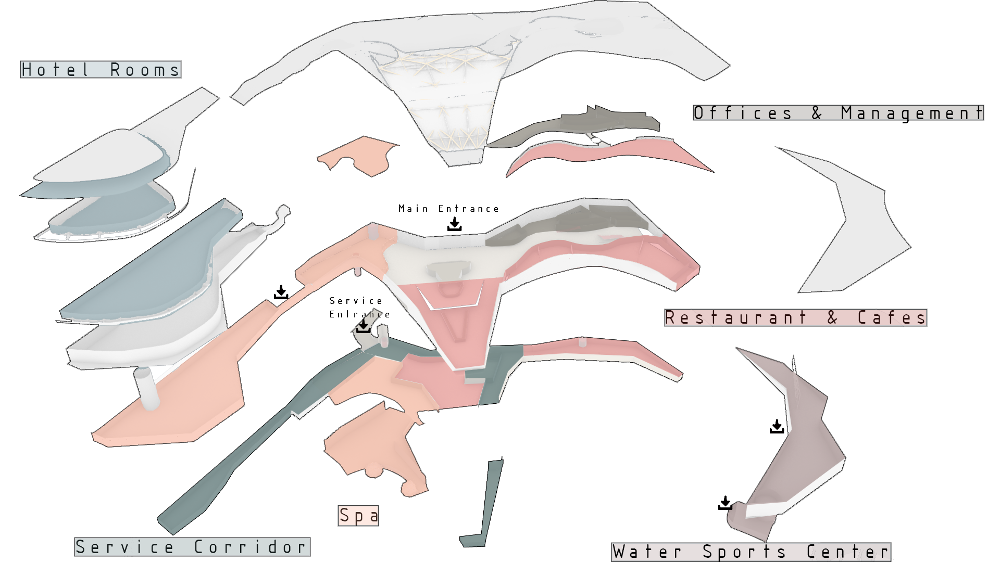 Hotel Rooms
Offices & Management
Main Entrance
Service
Entrance
Restaurant & Cafes
Spa
Service Corridor
Water Sports Center